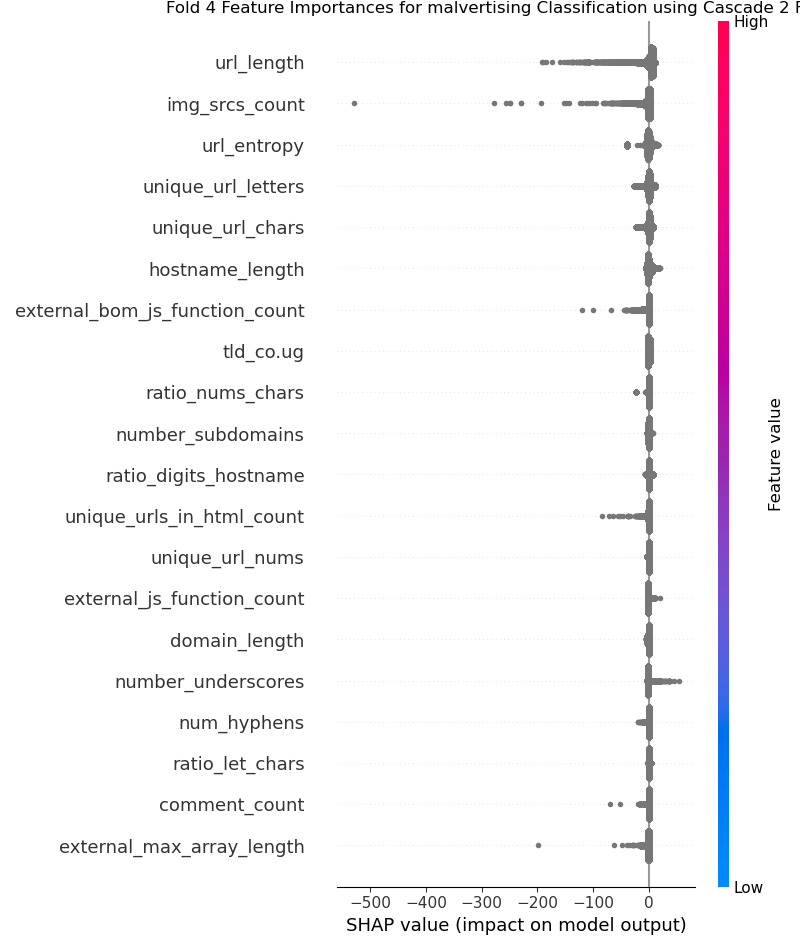 Fold 4 Feature Importances for malvertising Classification using Cascade 2 F
High
url_length
img_srcs_count
url_entropy
unique_url_letters
unique_url_chars
hostname_length
external_bom_js_function_count
tld_co.ug
ratio_nums_chars
number_subdomains
ratio_digits_hostname
unique_urls_in_html_count
unique_url_nums
external_js_function_count
domain_length
number_underscores
num_hyphens
ratio_let_chars
comment_count
external_max_array_length
Feature value
Low
−500 −400 −300 −200 −100 0
SHAP value (impact on model output)